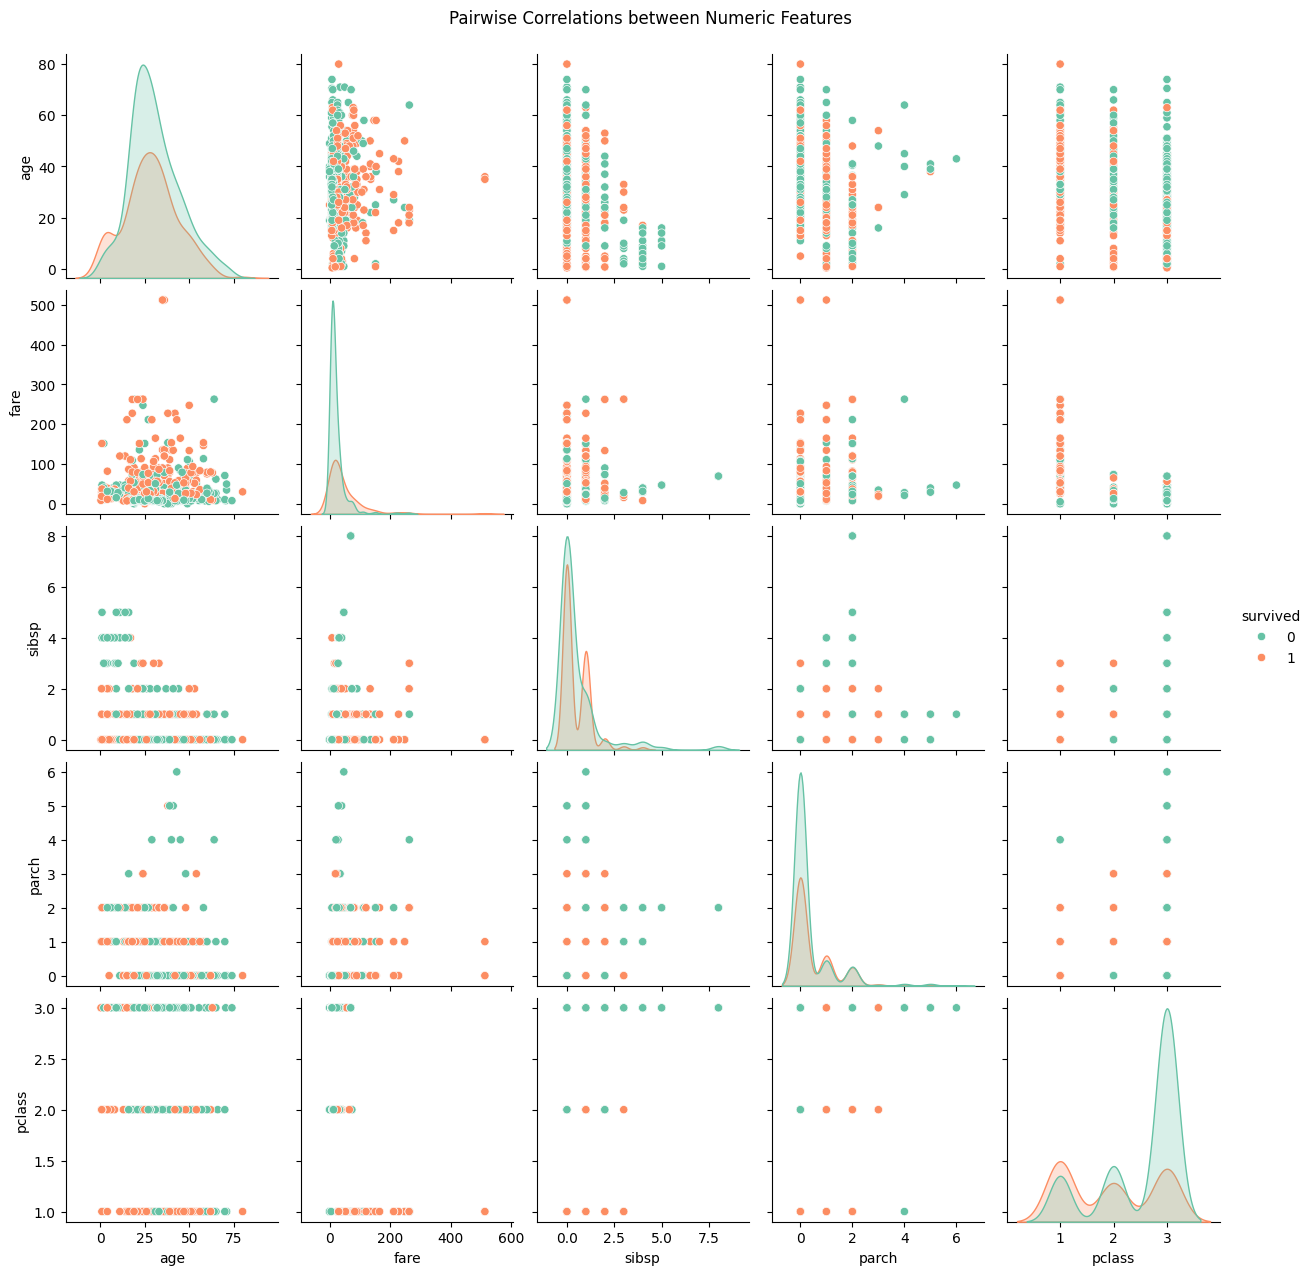 Pairwise Correlations between Numeric Features
80
60
40
20
0
age
500
400
300
200
100
0
fare
8
6
4
2
0
sibsp
survived
0
1
6
5
4
3
2
1
0
parch
3.0
2.5
2.0
1.5
1.0
pclass
0 25 50 75
age
0 200 400 600
fare
0.0 2.5 5.0 7.5
sibsp
0 2 4 6
parch
1 2 3
pclass